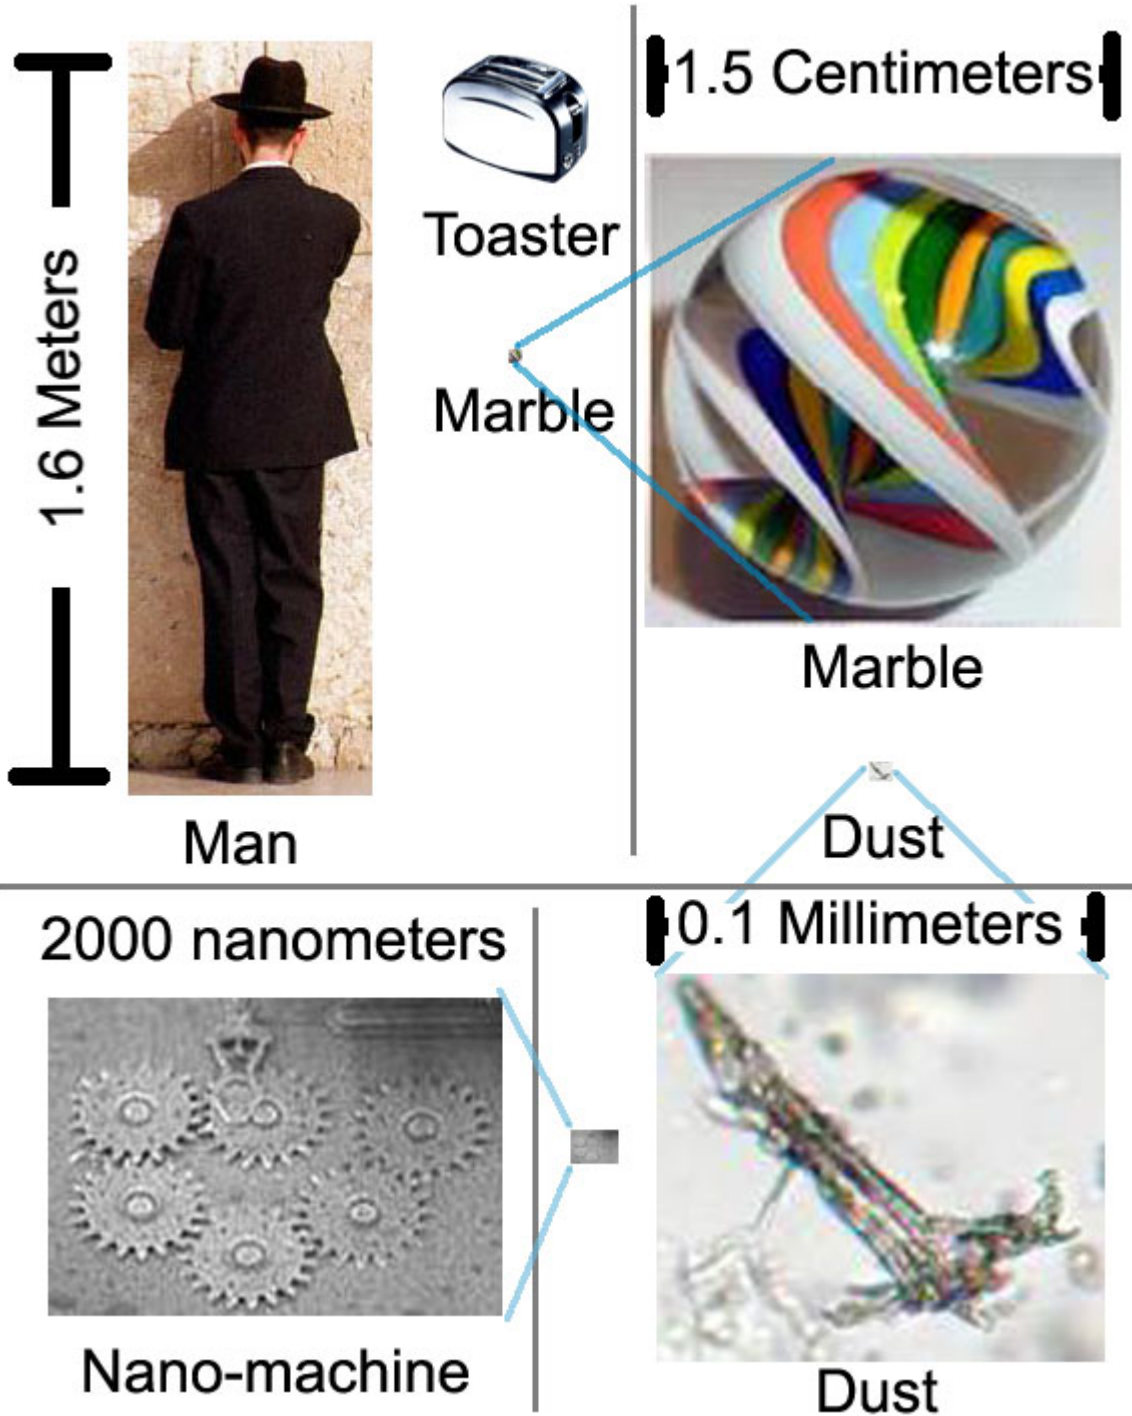 1.6 Meters
Man
Toaster
Marble
1.5 Centimeters
Marble
Dust
2000 nanometers
Nano-machine
0.1 Millimeters
Dust